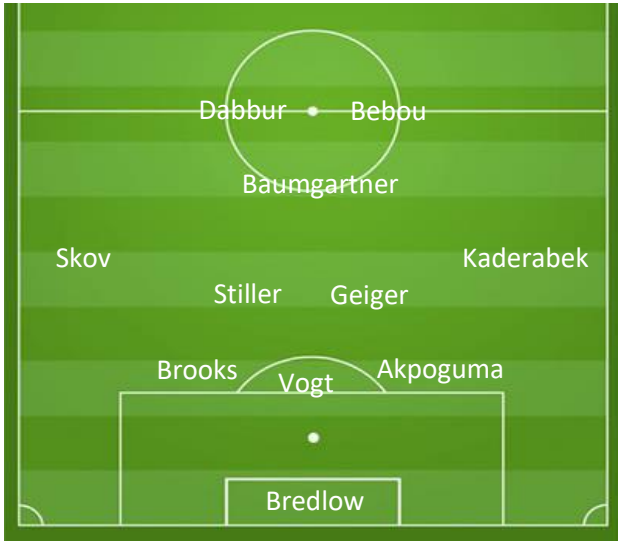 Dabbur Bebou
Baumgartner
Skov Kaderabek
Stiller Geiger
Brooks Vogt Akpoguma
Bredlow